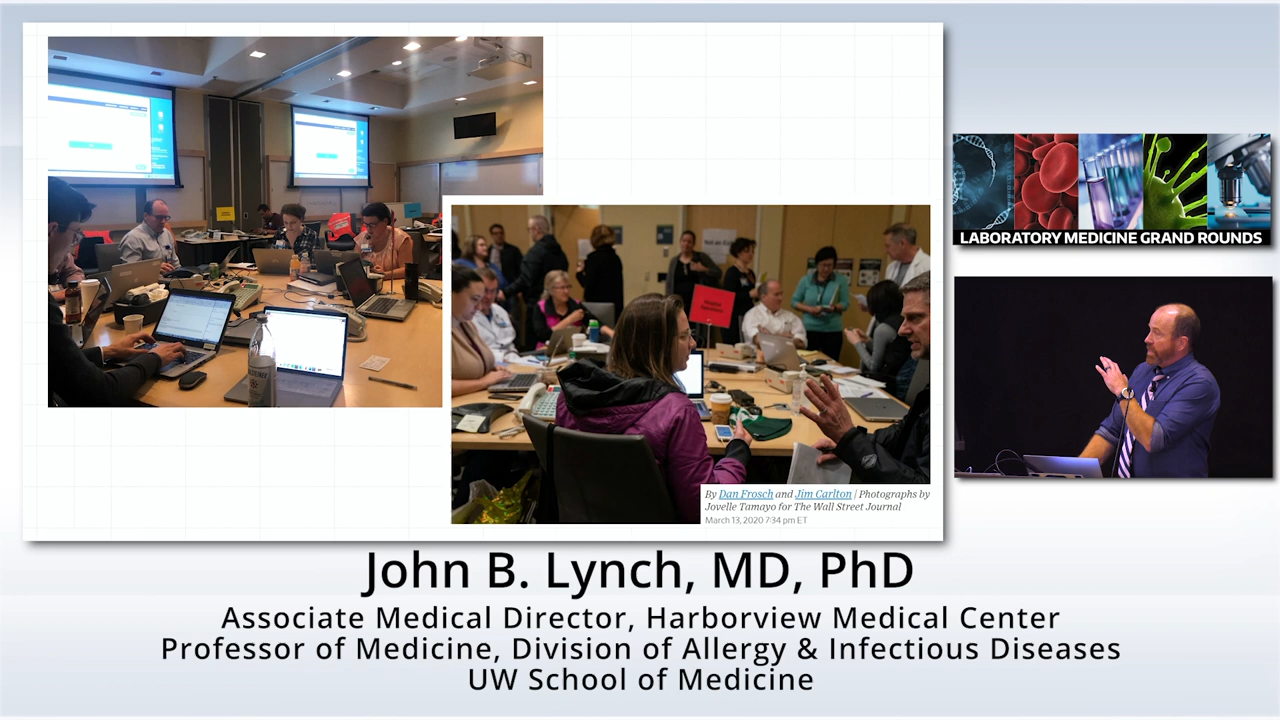 LABORATORY MEDICINE GRAND ROUNDS
By Dan Frosch and Jim Carlton | Photographs by
Jovelle Tamayo for The Wall Street Journal
March 13, 2020 7:34 pm ET
John B. Lynch, MD, PhD
Associate Medical Director, Harborview Medical Center
Professor of Medicine, Division of Allergy & Infectious Diseases
UW School of Medicine